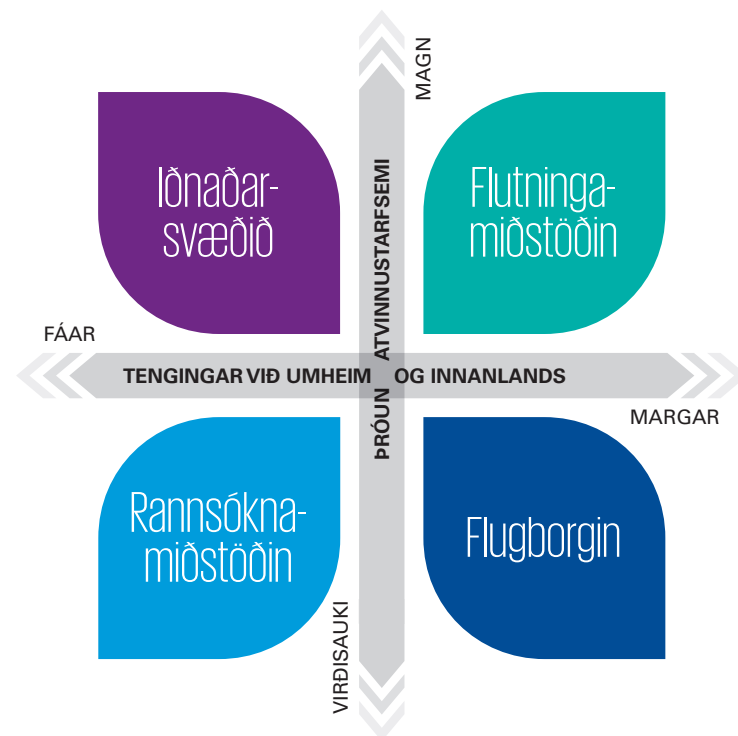 MAGN
Iðnaðar-
svæðið
Flutninga-
miðstöðin
ÞRÓUN ATVINNUSTARFSEMI
FÁAR
TENGINGAR VIÐ UMHEIM OG INNANLANDS
MARGAR
Rannsókna-
miðstöðin
Flugborgin
VIRÐISAUKI